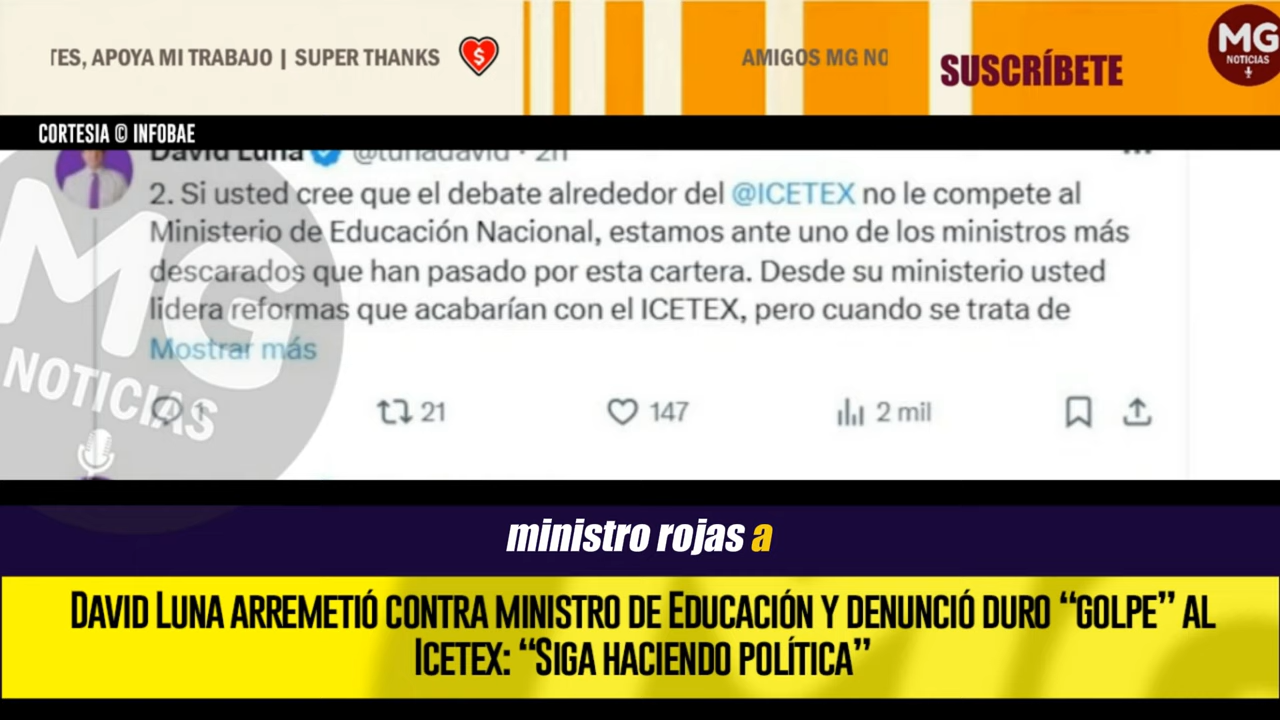 TES, APOYA MI TRABAJO | SUPER THANKS
AMIGOS MG NO
SUSCRÍBETE
MG
NOTICIAS
CORTESIA © INFOBAE
David Luna @lunadavid · 2h
2. Si usted cree que el debate alrededor del @ICETEX no le compete al
Ministerio de Educación Nacional, estamos ante uno de los ministros más
descarados que han pasado por esta cartera. Desde su ministerio usted
lidera reformas que acabarían con el ICETEX, pero cuando se trata de
Mostrar más
1 21 147 2 mil
MG
NOTICIAS
ministro rojas a
DAVID LUNA ARREMETIÓ CONTRA MINISTRO DE EDUCACIÓN Y DENUNCIÓ DURO “GOLPE” AL
ICETEX: “SIGA HACIENDO POLÍTICA”